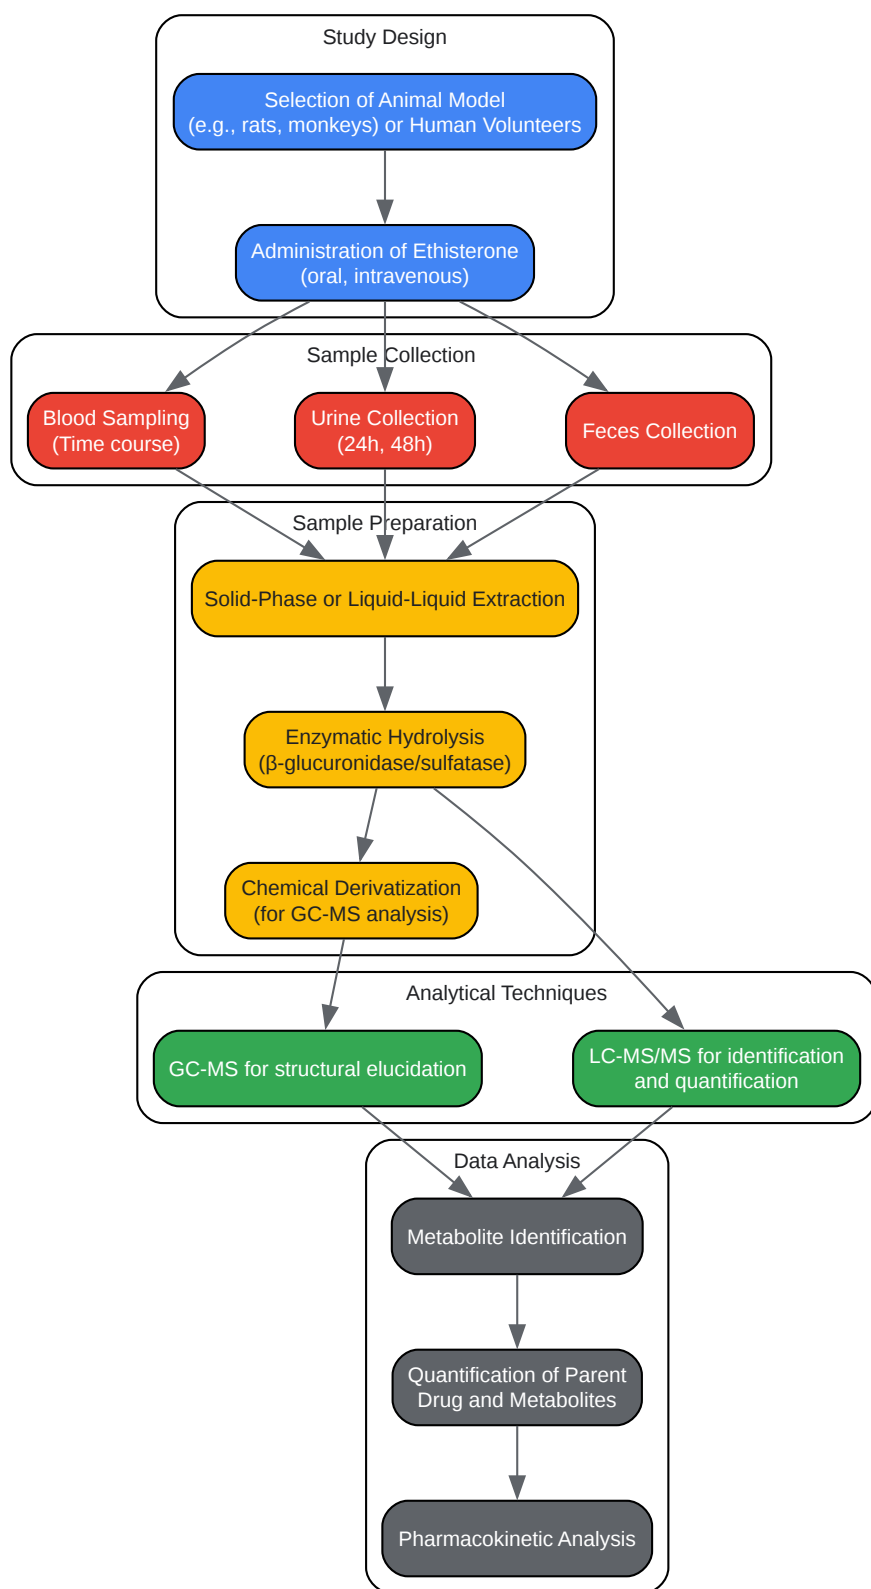 Study Design
Selection of Animal Model
(e.g., rats, monkeys) or Human Volunteers
Administration of Ethisterone
(oral, intravenous)
Sample Collection
Blood Sampling
(Time course)
Urine Collection
(24h, 48h)
Feces Collection
Sample Preparation
Solid-Phase or Liquid-Liquid Extraction
Enzymatic Hydrolysis
(β-glucuronidase/sulfatase)
Chemical Derivatization
(for GC-MS analysis)
Analytical Techniques
GC-MS for structural elucidation
LC-MS/MS for identification
and quantification
Data Analysis
Metabolite Identification
Quantification of Parent
Drug and Metabolites
Pharmacokinetic Analysis